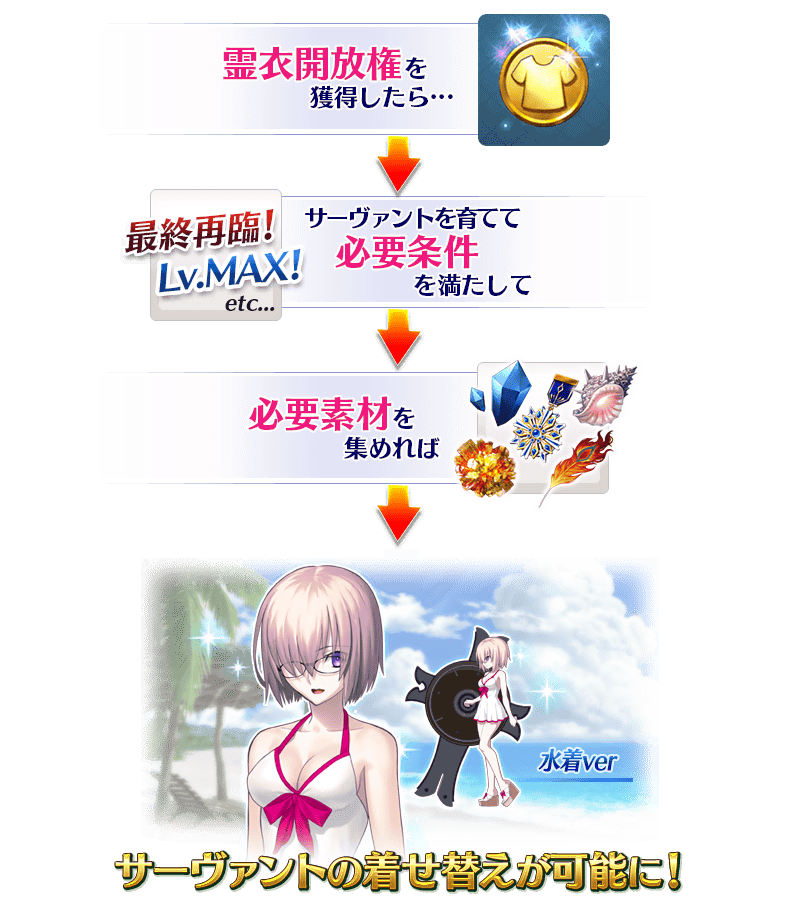 霊衣開放権を
獲得したら…
最終再臨!
Lv.MAX!
etc...
サーヴァントを育てて
必要条件
を満たして
必要素材を
集めれば
水着ver
サーヴァントの着せ替えが可能に!